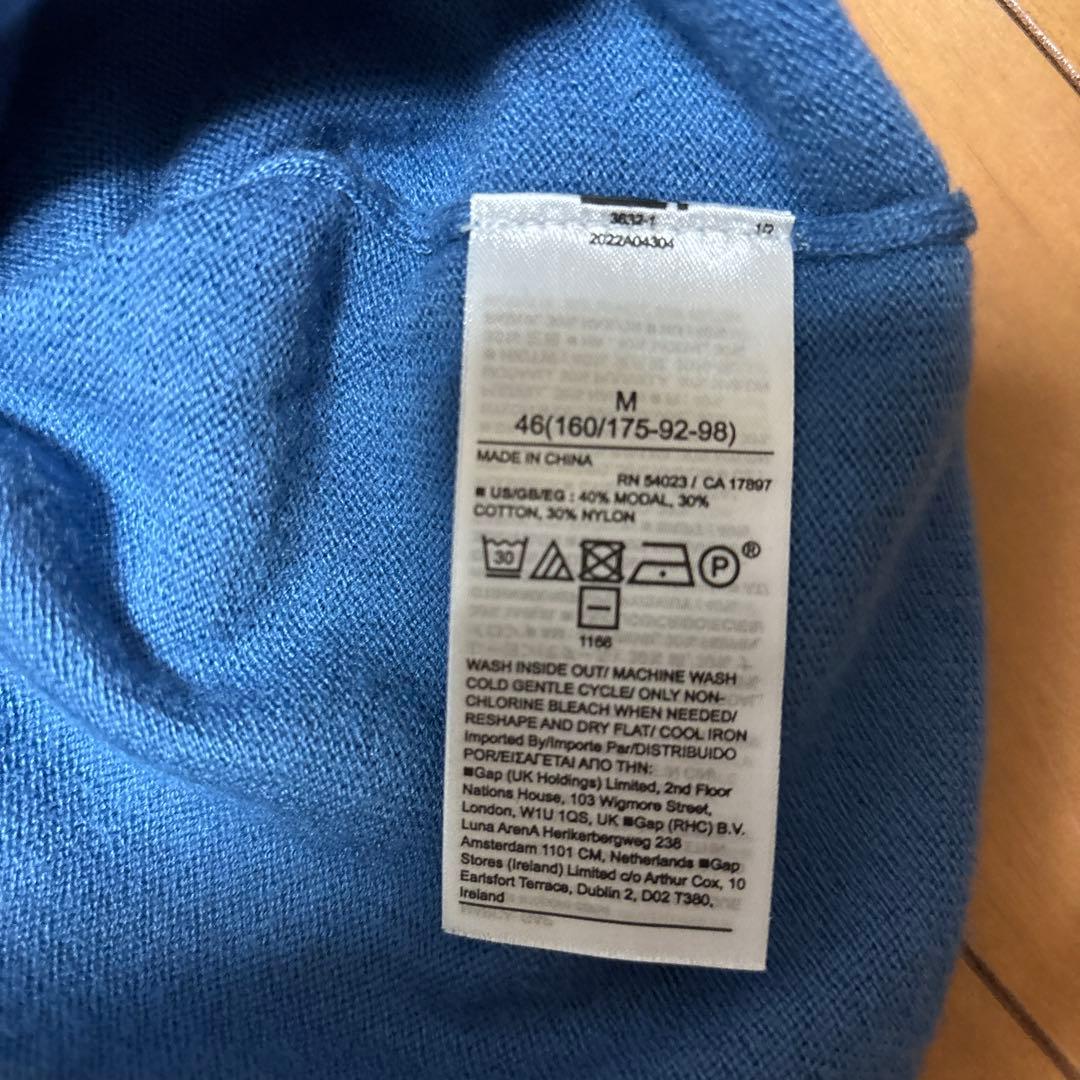 3632-1
1/2
2022A04304
M
46(160/175-92-98)
MADE IN CHINA
RN 54023 / CA 17897
■ US/GB/EG : 40% MODAL, 30%
COTTON, 30% NYLON
30
P
®
1166
WASH INSIDE OUT/ MACHINE WASH
COLD GENTLE CYCLE/ ONLY NON-
CHLORINE BLEACH WHEN NEEDED/
RESHAPE AND DRY FLAT/ COOL IRON
Imported By/Importe Par/DISTRIBUIDO
POR/ΕΙΣΑΓΕΤΑΙ ΑΠΟ ΤΗΝ:
■Gap (UK Holdings) Limited, 2nd Floor
Nations House, 103 Wigmore Street,
London, W1U 1QS, UK ■Gap (RHC) B.V.
Luna ArenA Herikerbergweg 238
Amsterdam 1101 CM, Netherlands ■Gap
Stores (Ireland) Limited c/o Arthur Cox, 10
Earlsfort Terrace, Dublin 2, D02 T380,
Ireland